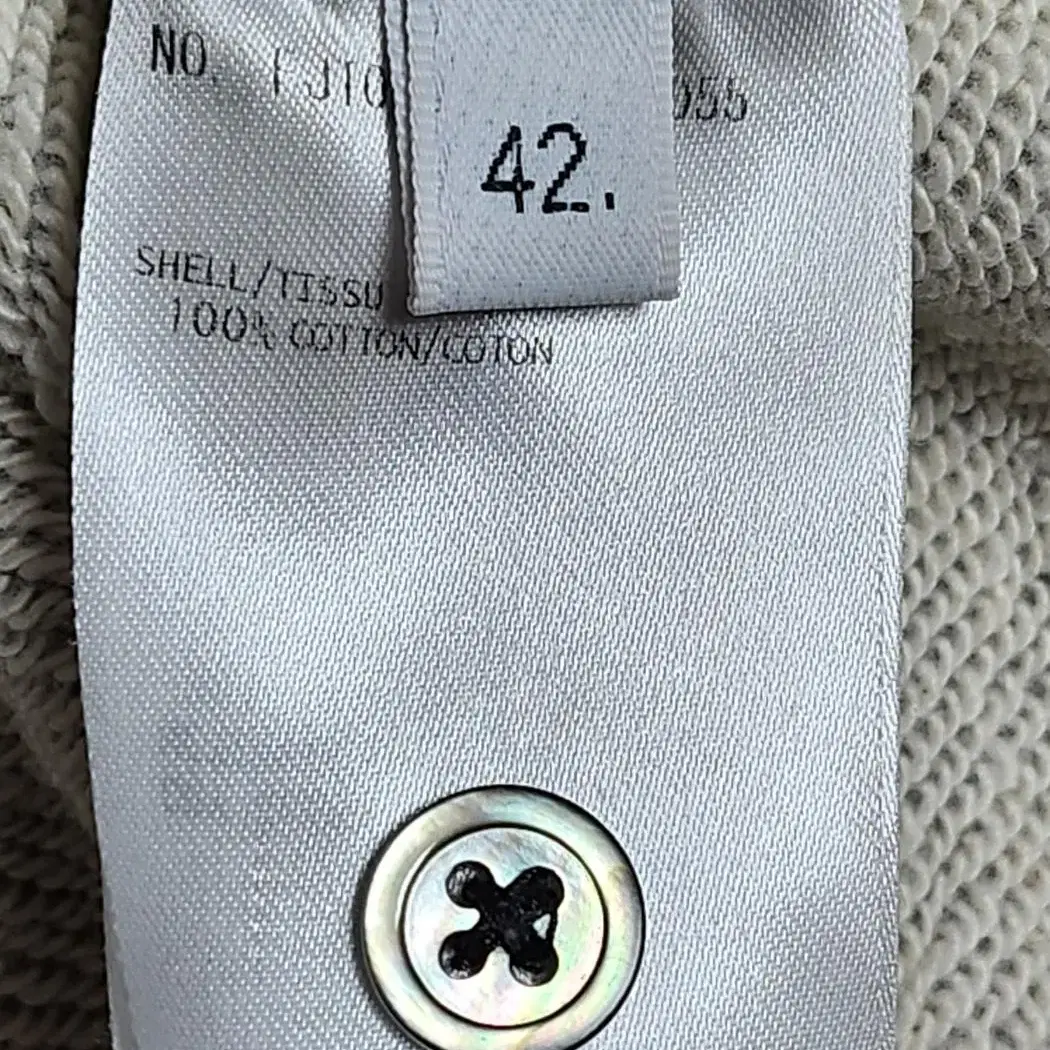 NO.
42.
SHELL/TISSU
100% COTTON/COTON